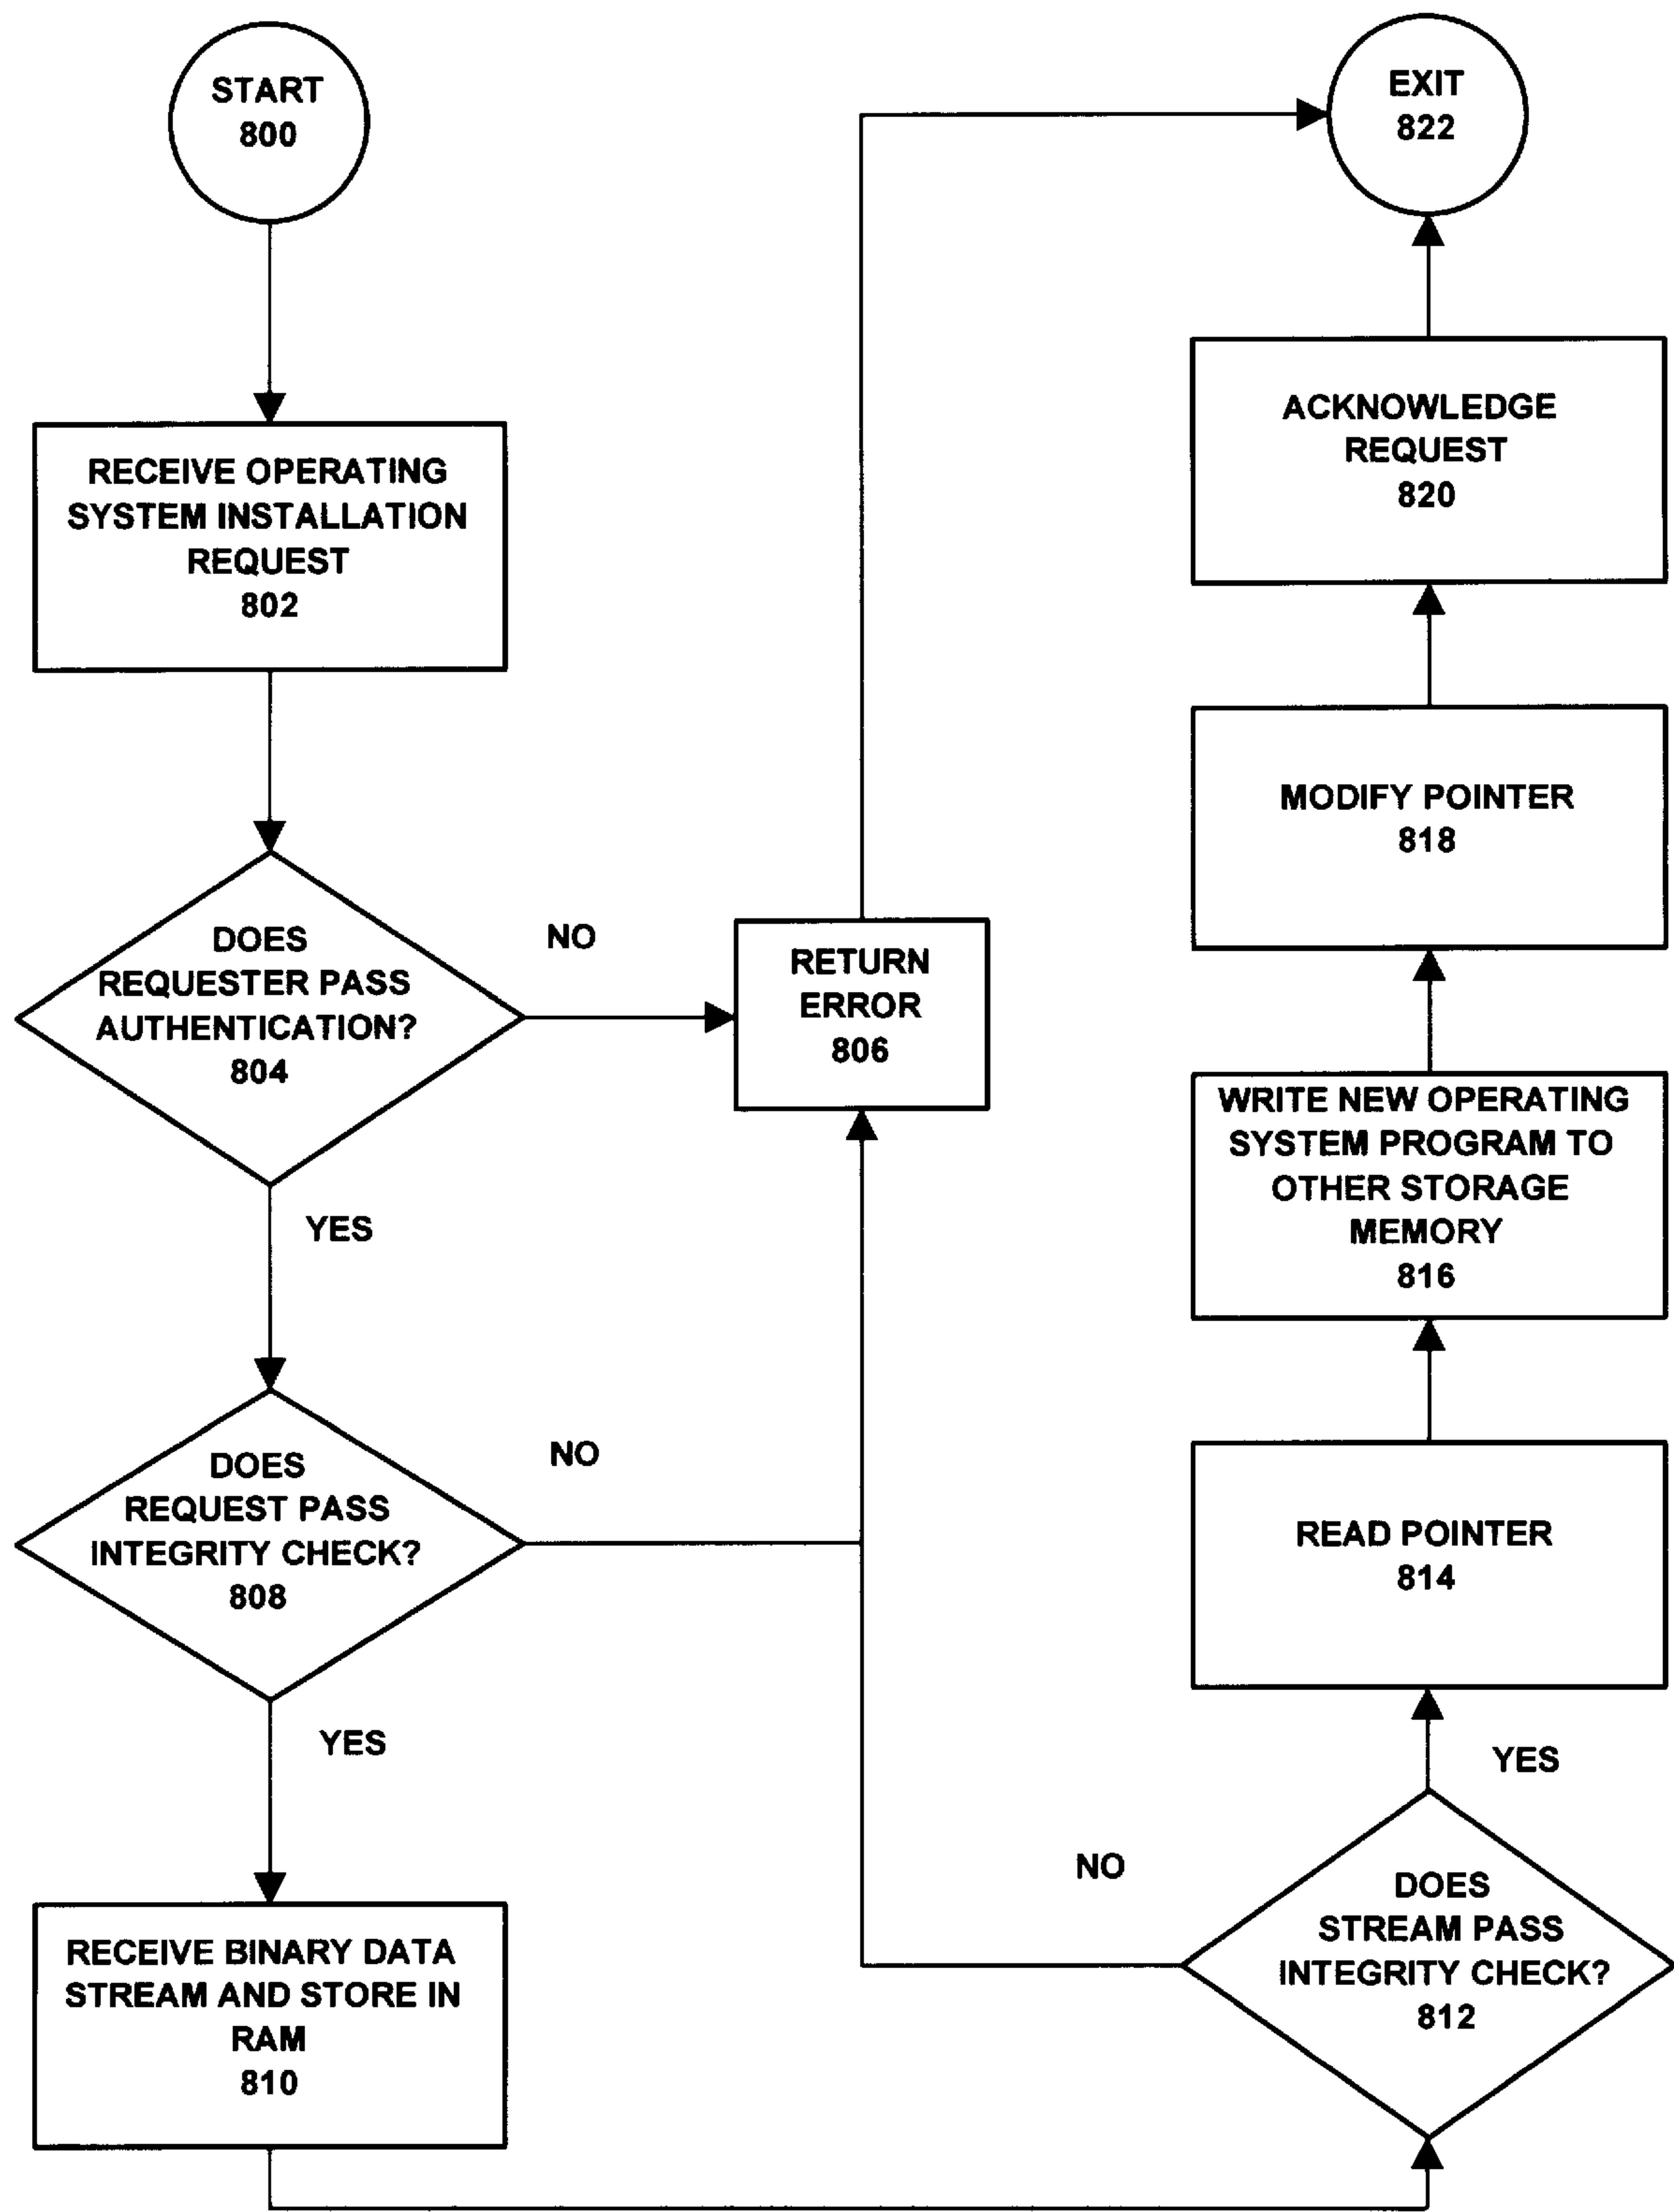 START
800
RECEIVE OPERATING
SYSTEM INSTALLATION
REQUEST
802
DOES
REQUESTER PASS
AUTHENTICATION?
804
NO
YES
RETURN
ERROR
806
DOES
REQUEST PASS
INTEGRITY CHECK?
808
NO
YES
RECEIVE BINARY DATA
STREAM AND STORE IN
RAM
810
DOES
STREAM PASS
INTEGRITY CHECK?
812
NO
YES
READ POINTER
814
WRITE NEW OPERATING
SYSTEM PROGRAM TO
OTHER STORAGE
MEMORY
816
MODIFY POINTER
818
ACKNOWLEDGE
REQUEST
820
EXIT
822